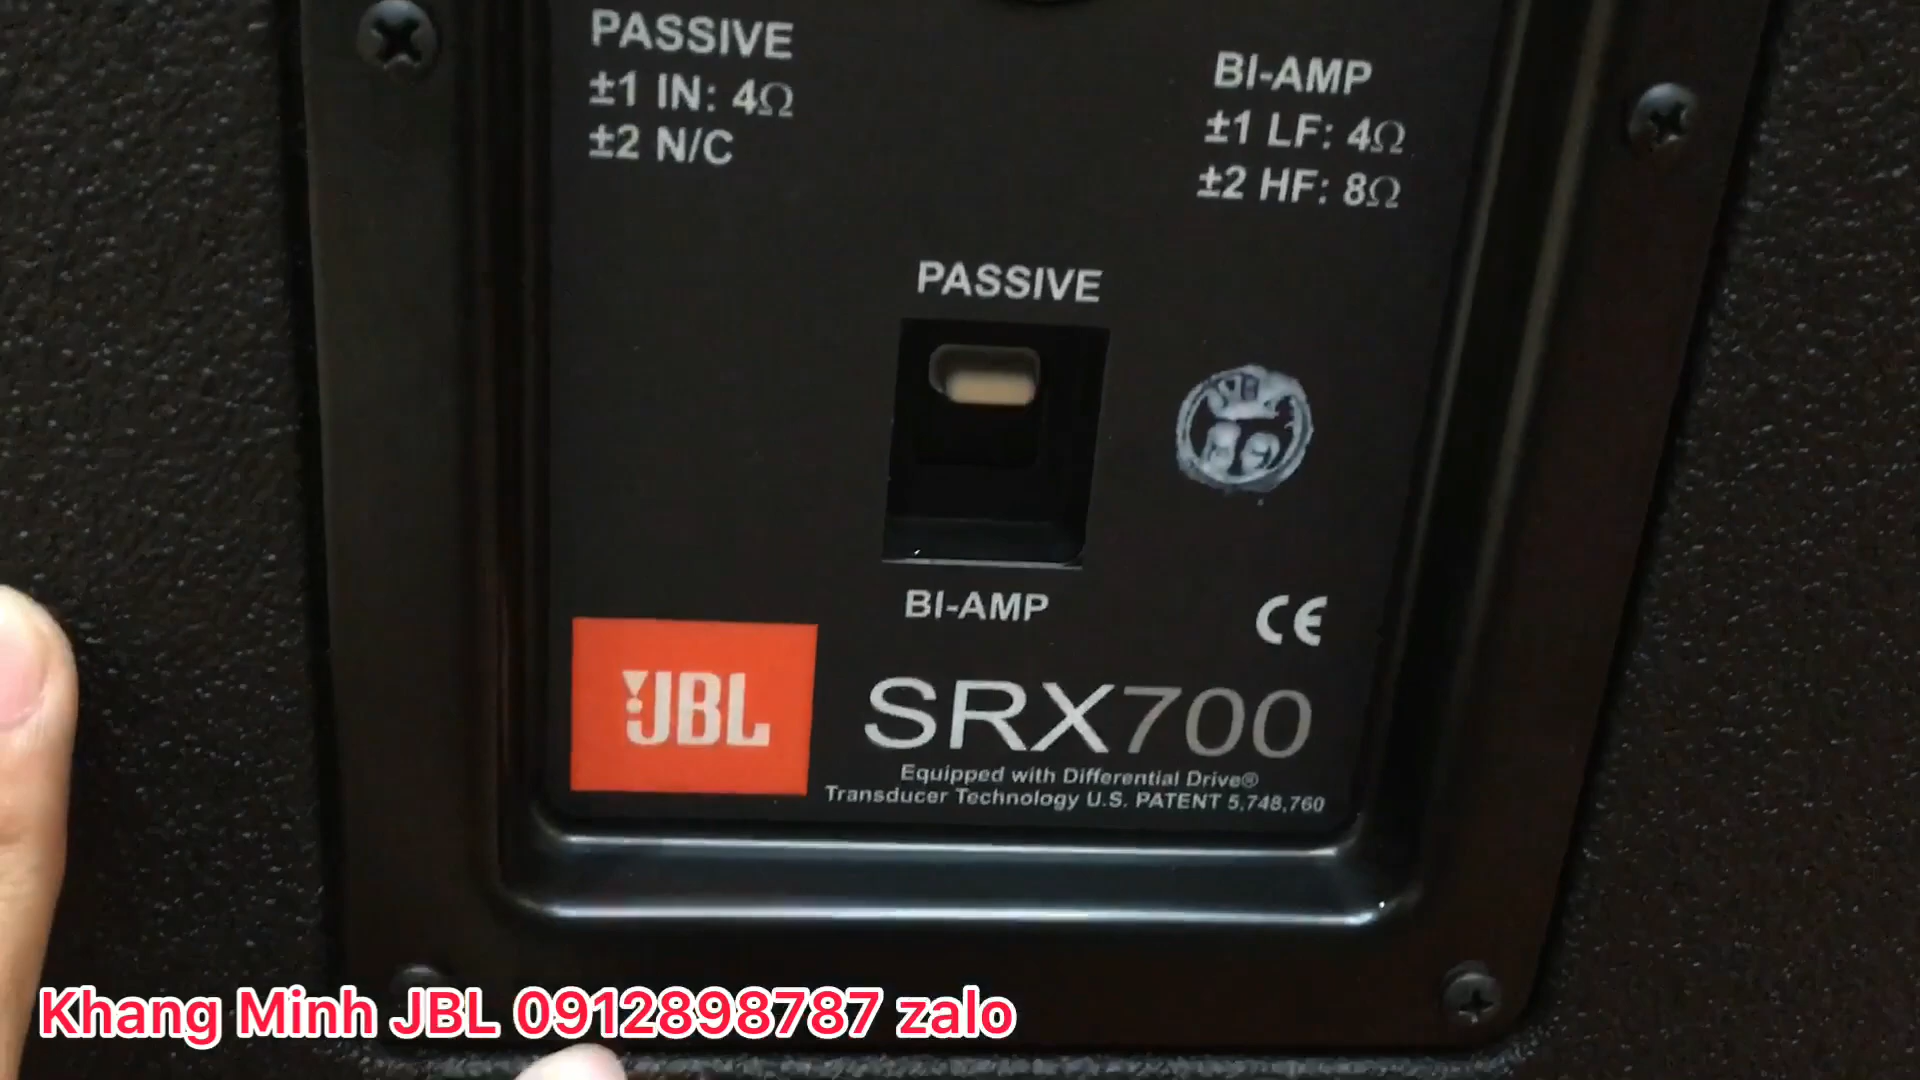 PASSIVE
±1 IN: 4Ω
±2 N/C
BI-AMP
±1 LF: 4Ω
±2 HF: 8Ω
PASSIVE
BI-AMP
CE
JBL
SRX700
Equipped with Differential Drive®
Transducer Technology U.S. PATENT 5,748,760
Khang Minh JBL 0912898787 zalo